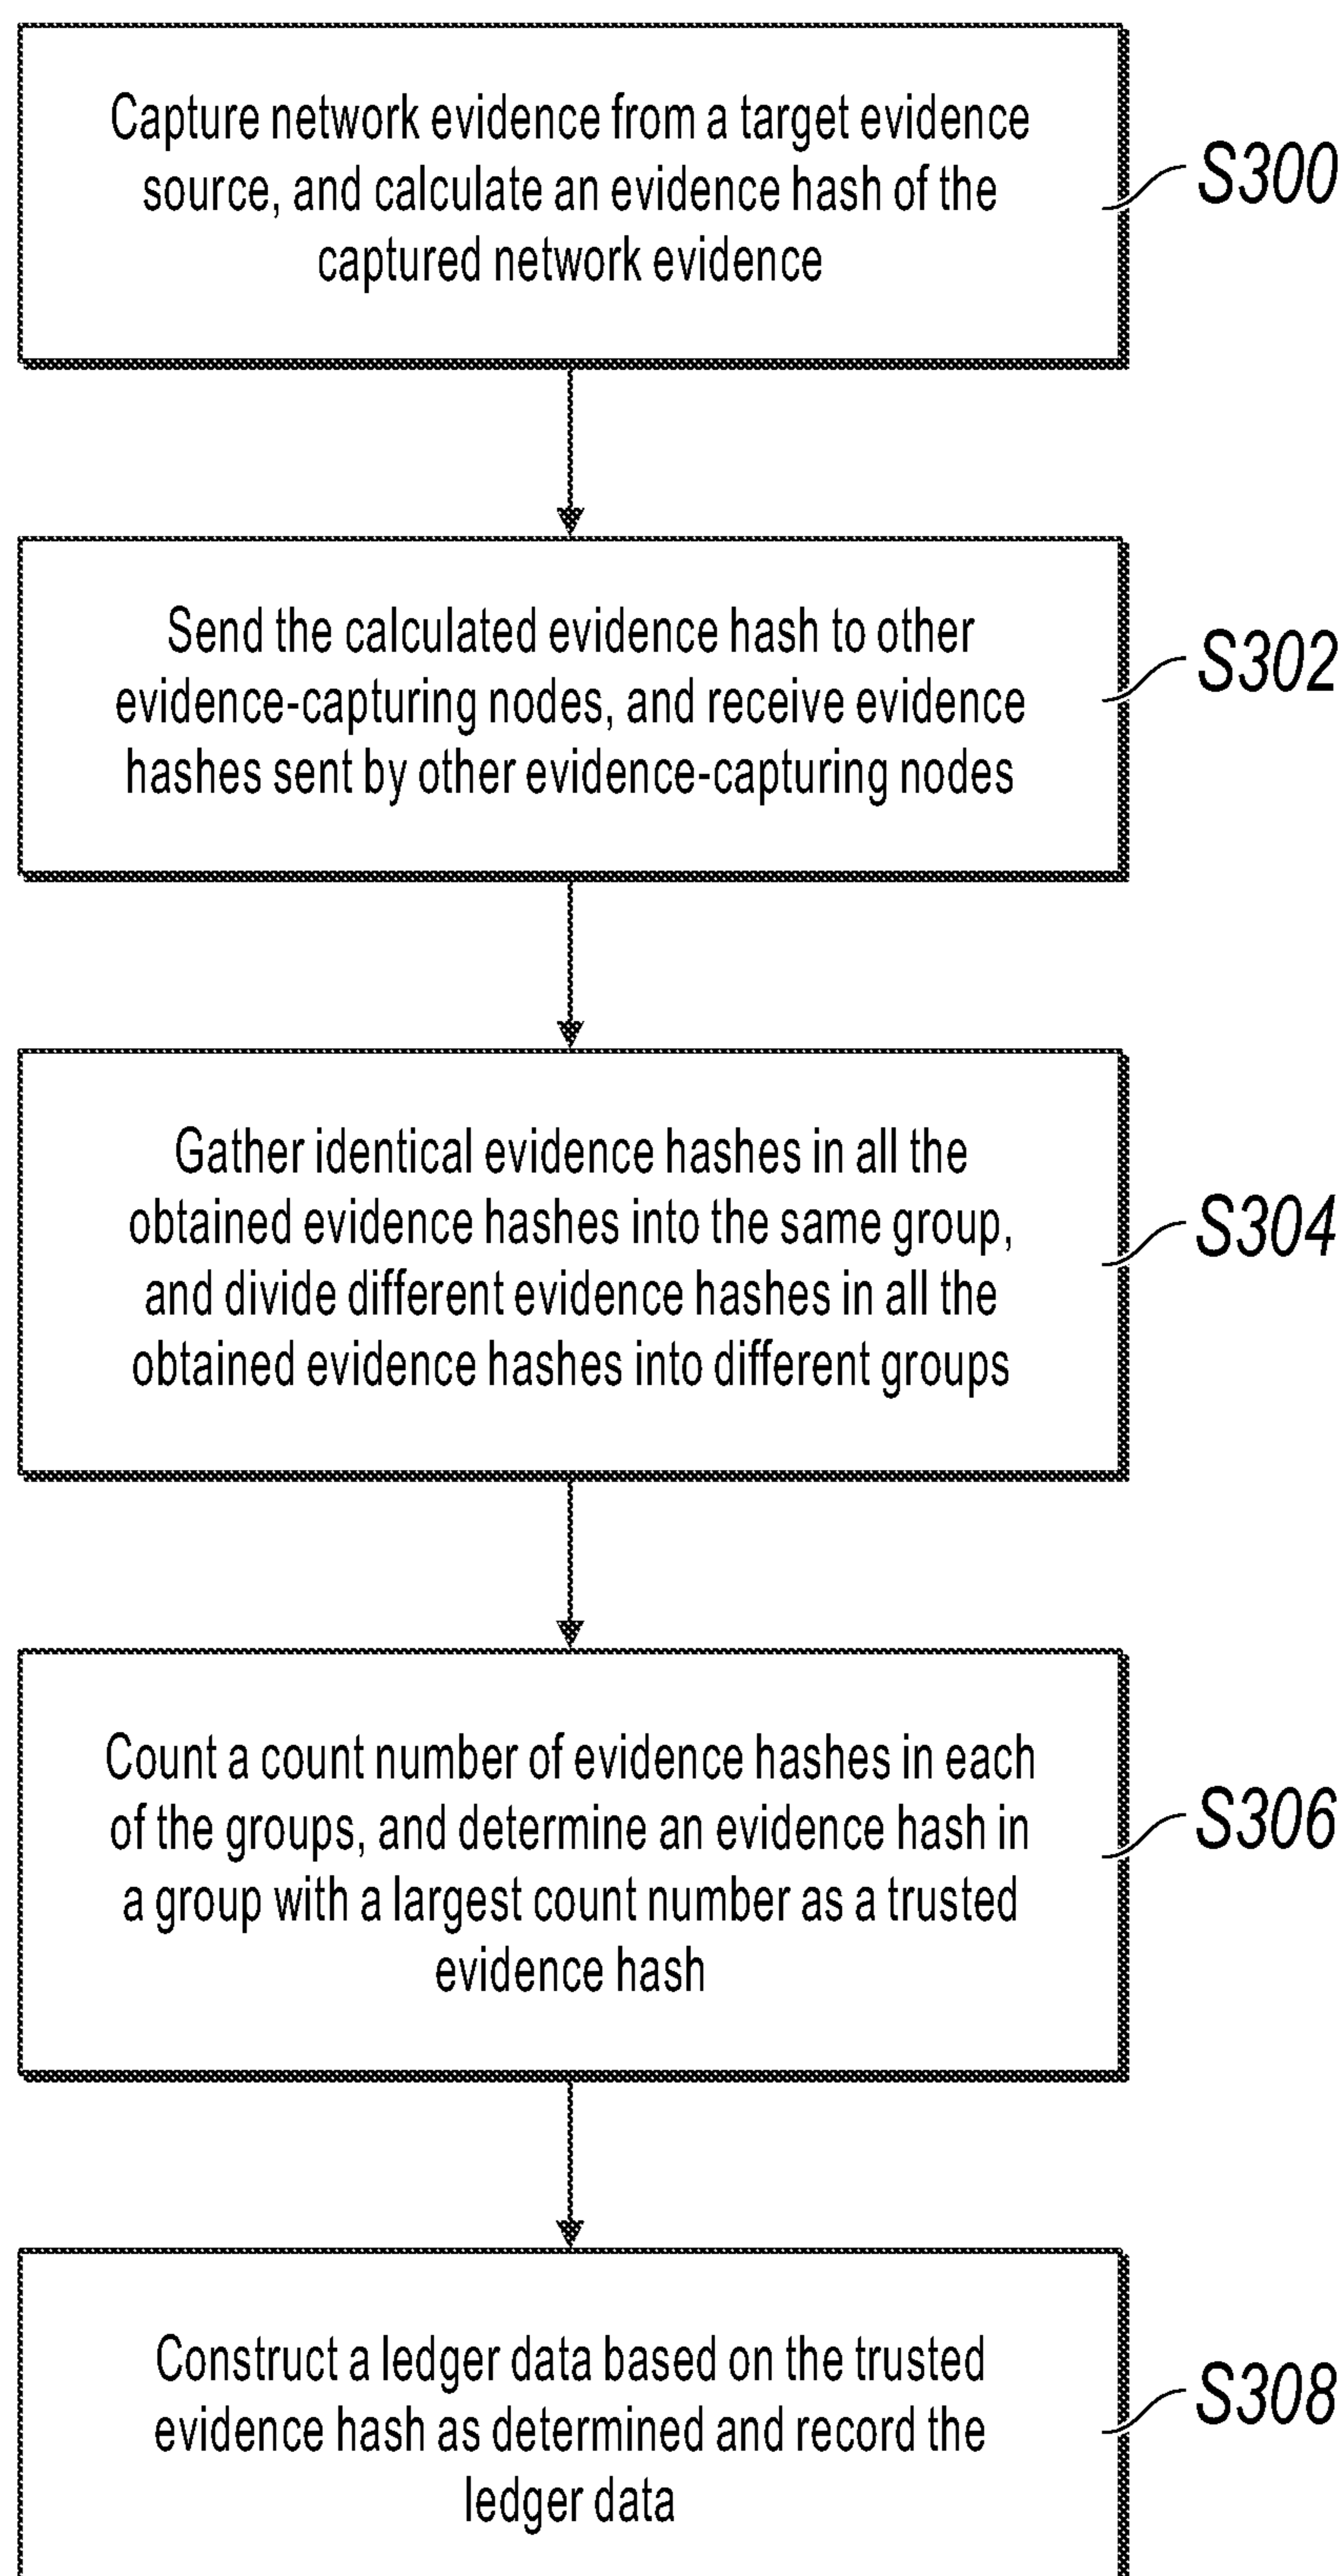 Capture network evidence from a target evidence
source, and calculate an evidence hash of the
captured network evidence
S300
Send the calculated evidence hash to other
evidence-capturing nodes, and receive evidence
hashes sent by other evidence-capturing nodes
S302
Gather identical evidence hashes in all the
obtained evidence hashes into the same group,
and divide different evidence hashes in all the
obtained evidence hashes into different groups
S304
Count a count number of evidence hashes in each
of the groups, and determine an evidence hash in
a group with a largest count number as a trusted
evidence hash
S306
Construct a ledger data based on the trusted
evidence hash as determined and record the
ledger data
S308